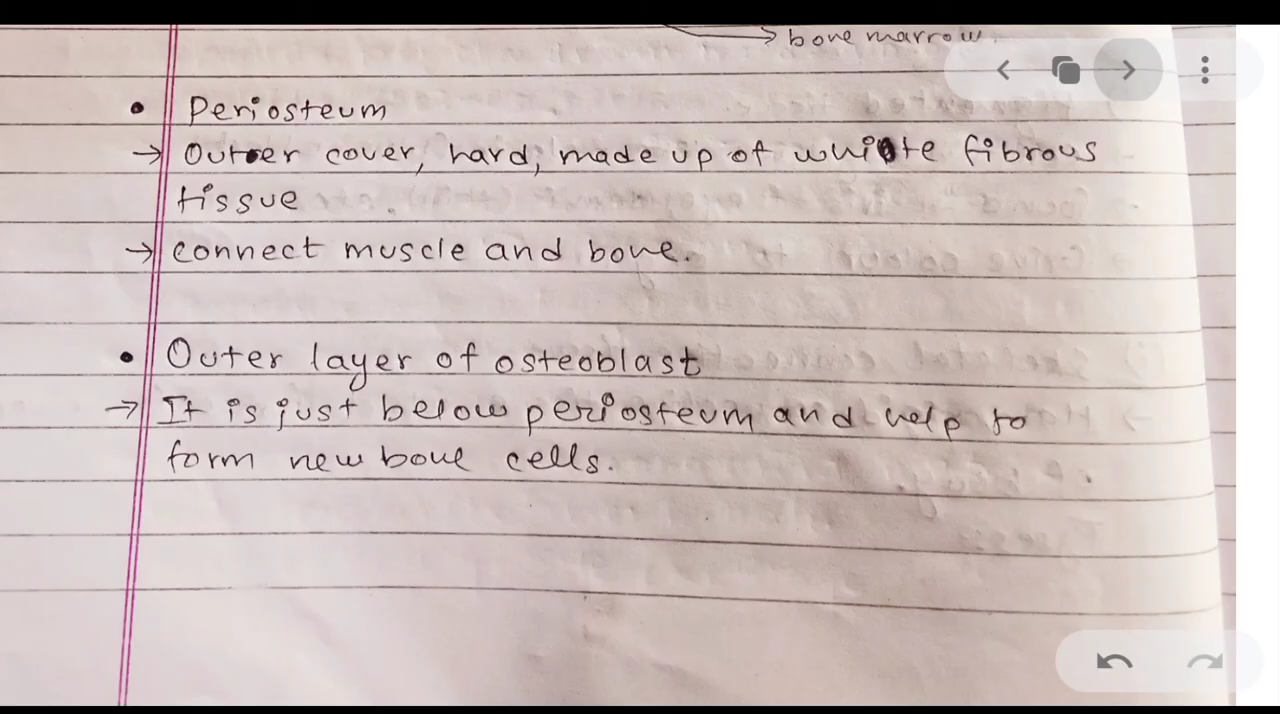 → bone marrow.
• Periosteum
→ Outer cover, hard, made up of white fibrous
tissue
→ connect muscle and bone.
• Outer layer of osteoblast
→ It is just below periosteum and help to
form new bone cells.